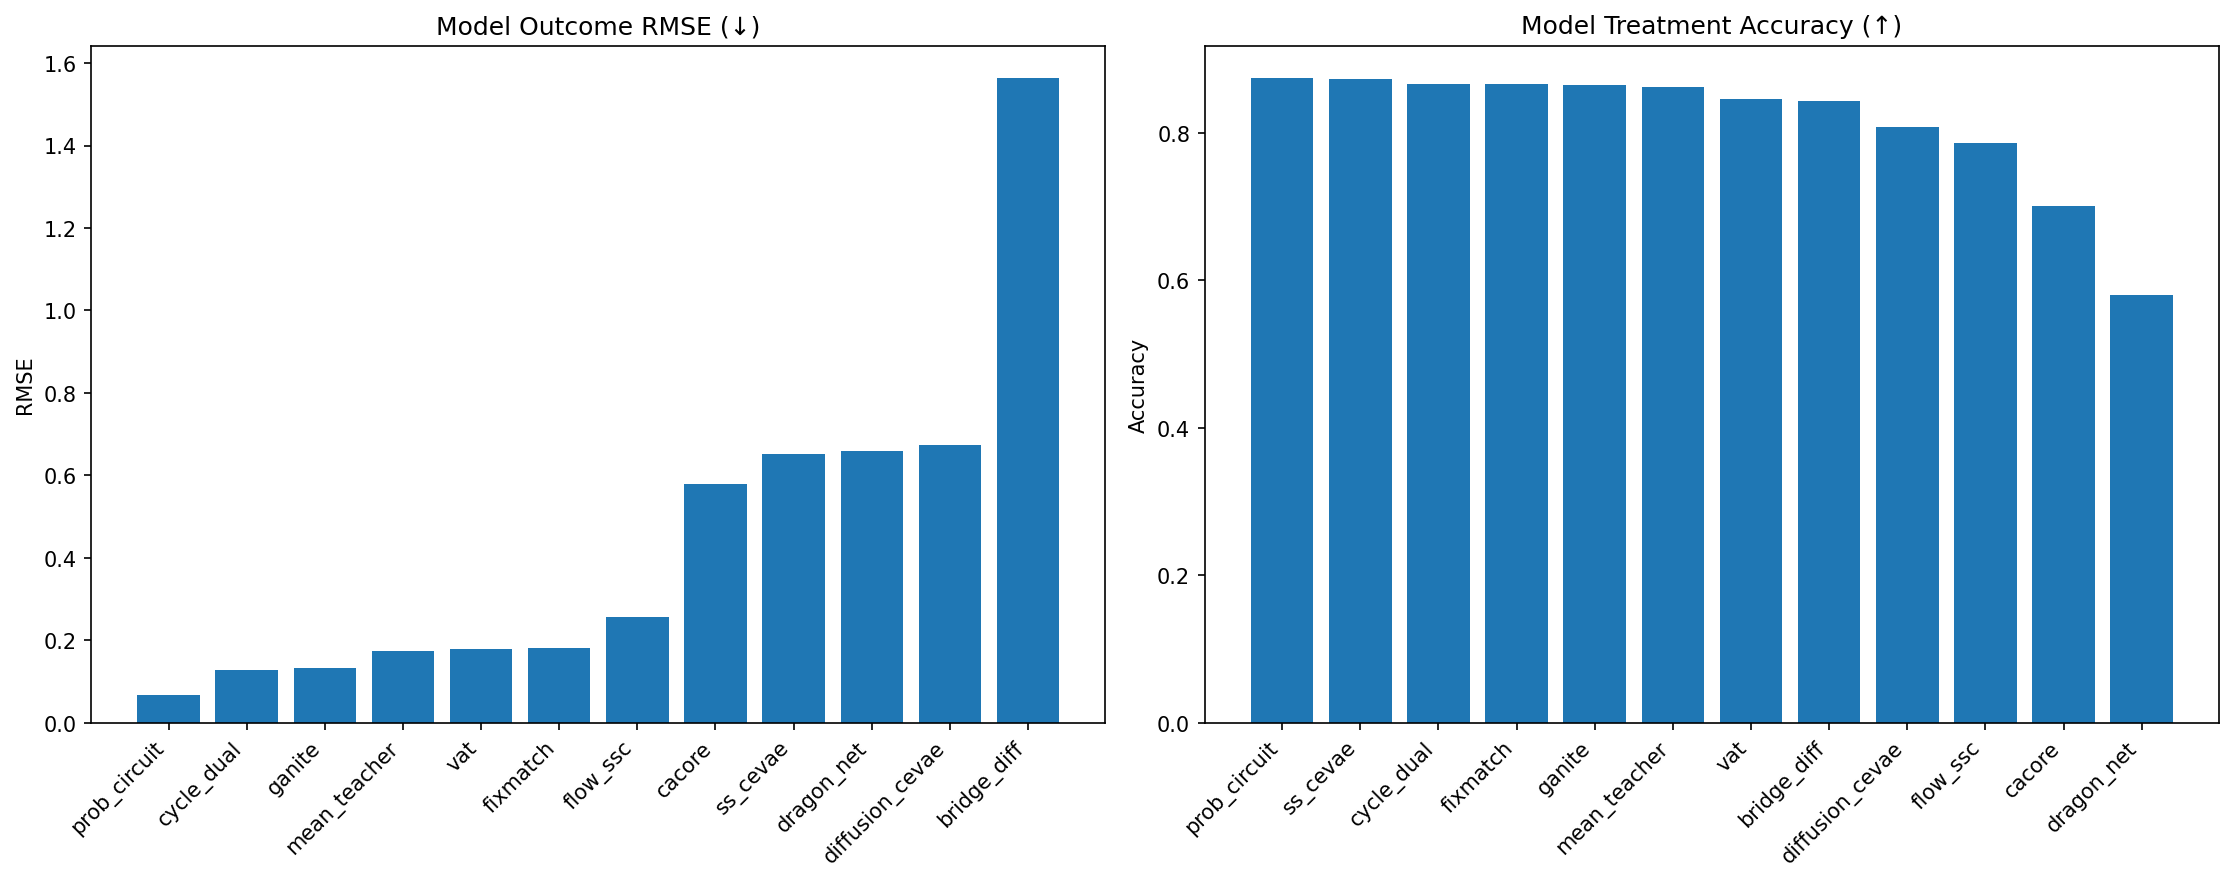 Model Outcome RMSE (↓)
RMSE
1.6
1.4
1.2
1.0
0.8
0.6
0.4
0.2
0.0
prob_circuit
cycle_dual
ganite
mean_teacher
vat
fixmatch
flow_ssc
cacore
ss_cevae
dragon_net
diffusion_cevae
bridge_diff
Model Treatment Accuracy (↑)
Accuracy
0.8
0.6
0.4
0.2
0.0
prob_circuit
ss_cevae
cycle_dual
fixmatch
ganite
mean_teacher
vat
bridge_diff
diffusion_cevae
flow_ssc
cacore
dragon_net